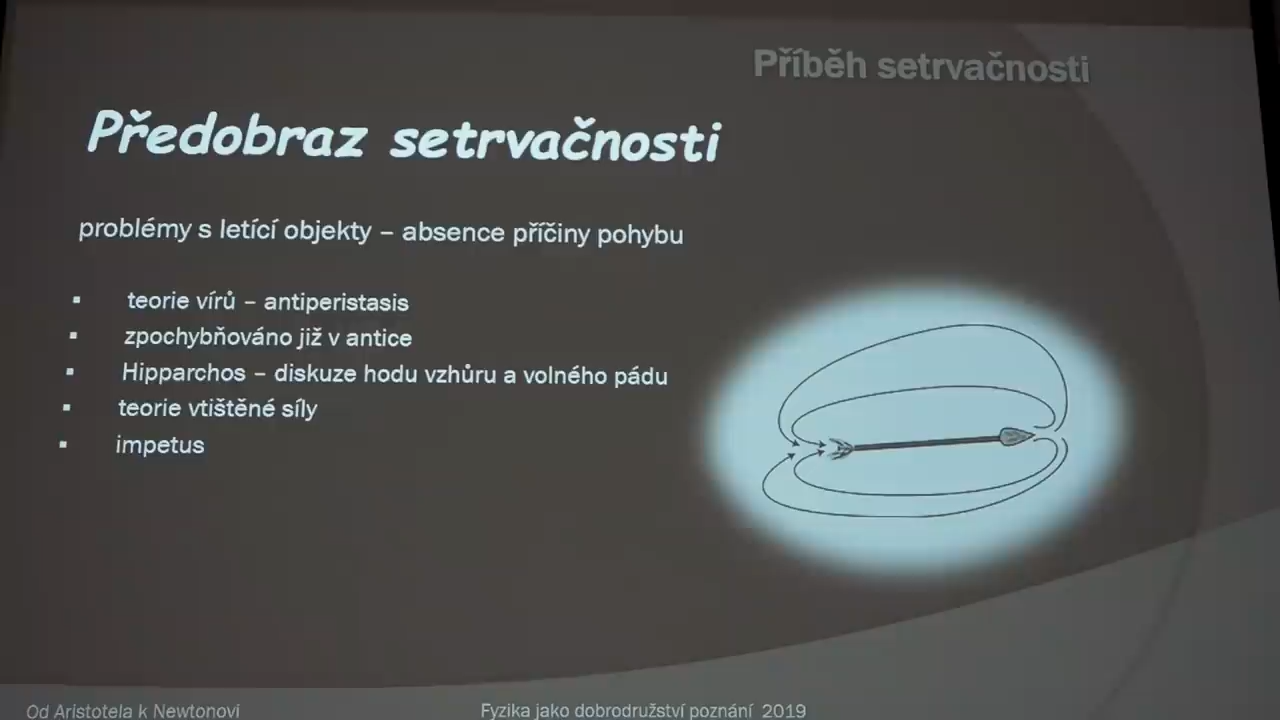 Příběh setrvačnosti
Předobraz setrvačnosti
problémy s letící objekty – absence příčiny pohybu
▪ teorie vírů – antiperistasis
▪ zpochybňováno již v antice
▪ Hipparchos – diskuze hodu vzhůru a volného pádu
▪ teorie vtištěné síly
▪ impetus
Od Aristotela k Newtonovi
Fyzika jako dobrodružství poznání 2019